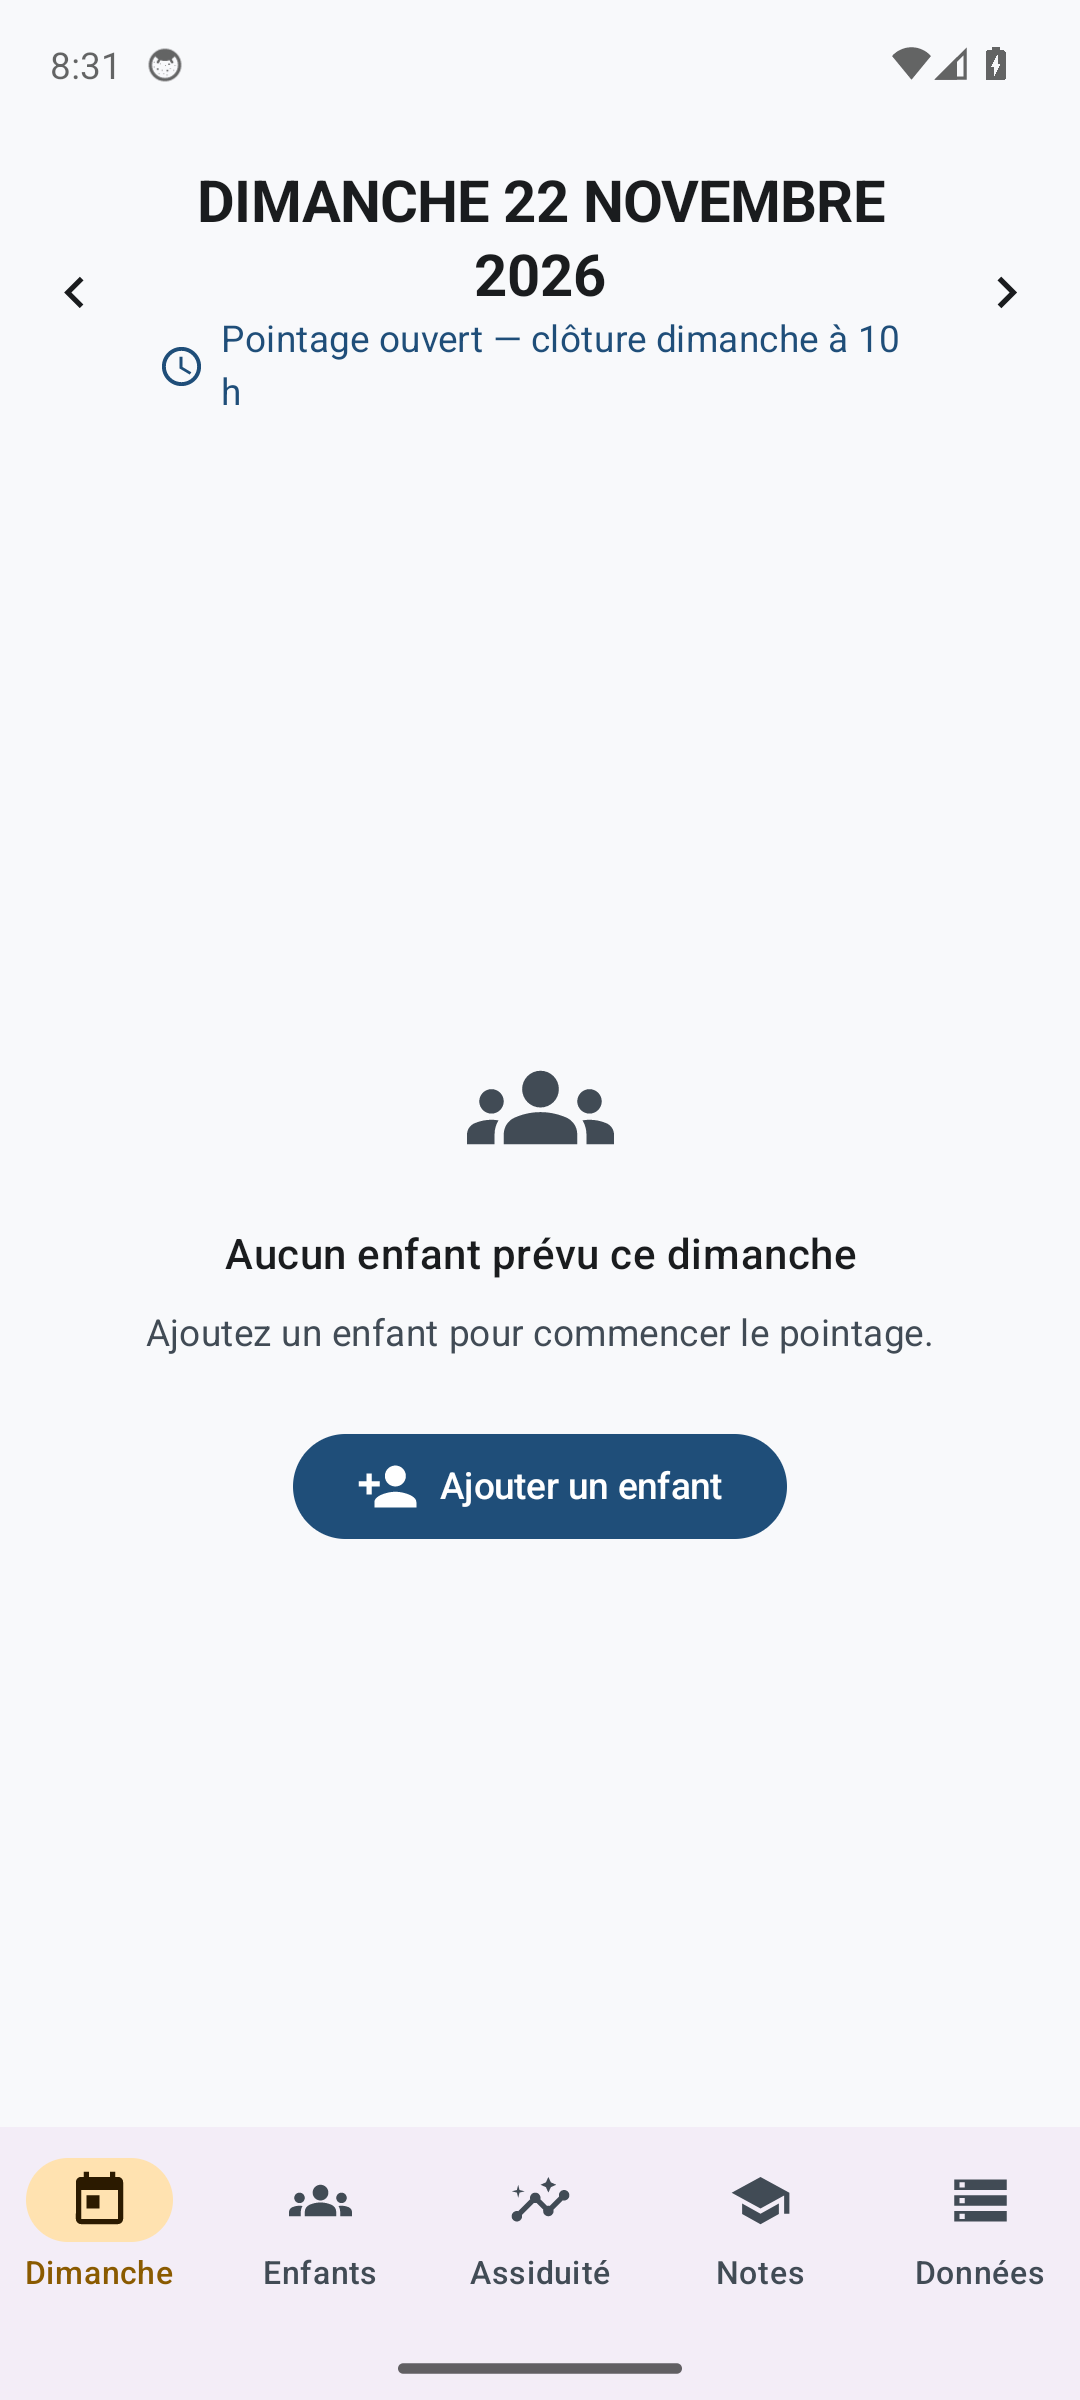 8:31
DIMANCHE 22 NOVEMBRE
2026
Pointage ouvert — clôture dimanche à 10
h
Aucun enfant prévu ce dimanche
Ajoutez un enfant pour commencer le pointage.
Ajouter un enfant
Dimanche
Enfants
Assiduité
Notes
Données